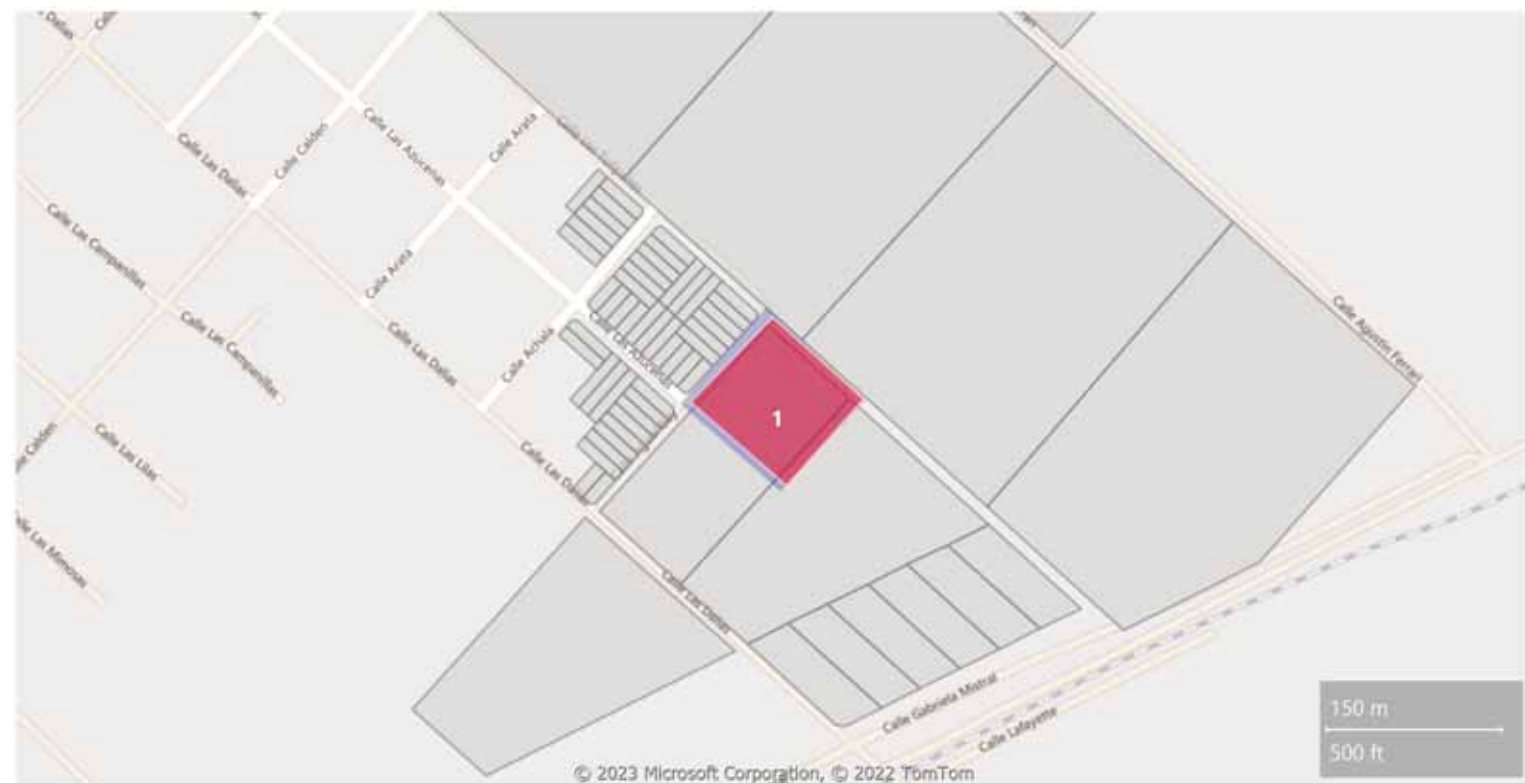 Calle Las Dalias
Calle Calden
Calle Las Azucenas
Calle Arata
Calle Las Campanillas
Calle Arata
Calle Las Campanillas
Calle Las Dalias
Calle Achala
Calle Las Azucenas
Calle Agustin Ferrari
1
Calle Las Lilas
Calle Las Dalias
Calle Las Mimosas
Calle Las Dalias
Calle Gabriela Mistral
Calle Lafayette
150 m
500 ft
© 2023 Microsoft Corporation, © 2022 TomTom